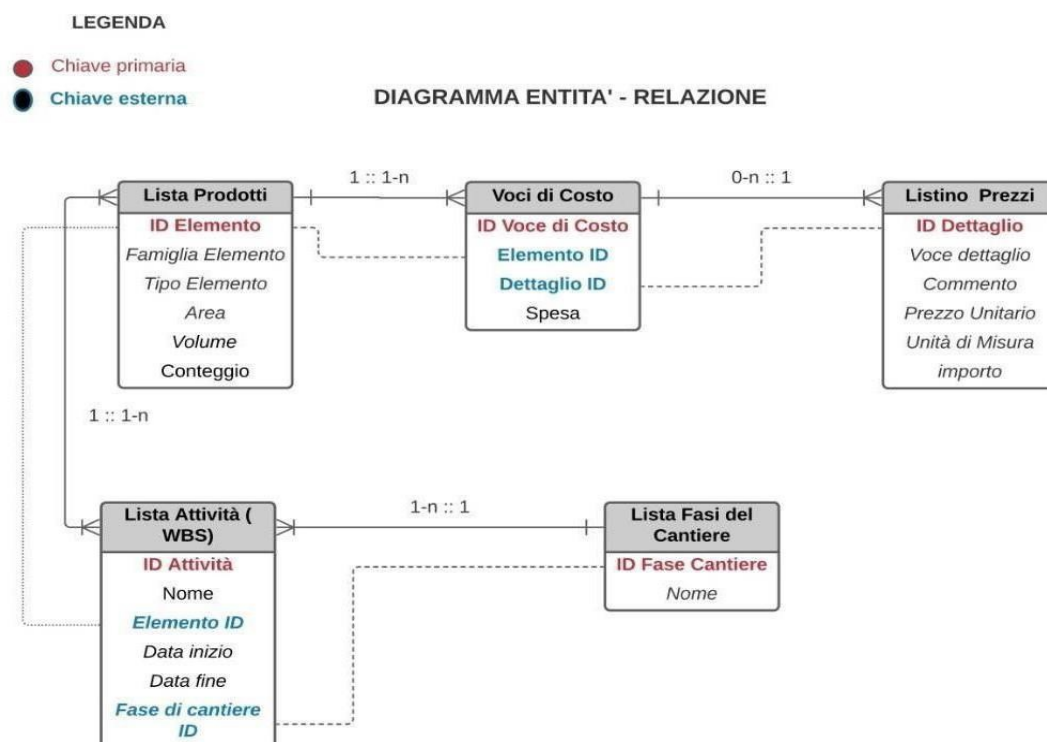 LEGENDA
Chiave primaria
Chiave esterna
DIAGRAMMA ENTITA' - RELAZIONE
1 :: 1-n
0-n :: 1
Lista Prodotti
ID Elemento
Famiglia Elemento
Tipo Elemento
Area
Volume
Conteggio
Voci di Costo
ID Voce di Costo
Elemento ID
Dettaglio ID
Spesa
Listino Prezzi
ID Dettaglio
Voce dettaglio
Commento
Prezzo Unitario
Unità di Misura
importo
1 :: 1-n
1-n :: 1
Lista Attività (
WBS)
ID Attività
Nome
Elemento ID
Data inizio
Data fine
Fase di cantiere
ID
Lista Fasi del
Cantiere
ID Fase Cantiere
Nome